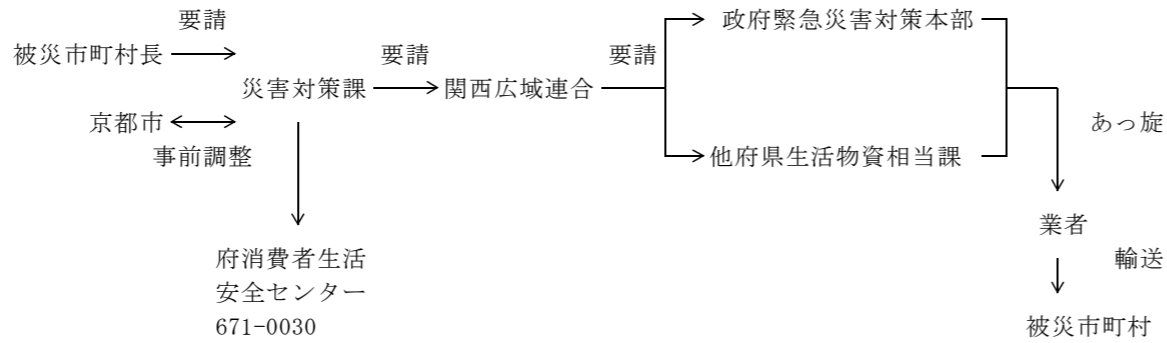 要請
被災市町村長
京都市
事前調整
災害対策課
府消費者生活
安全センター
671-0030
要請
関西広域連合
要請
政府緊急災害対策本部
他府県生活物資相当課
あっ旋
業者
輸送
被災市町村